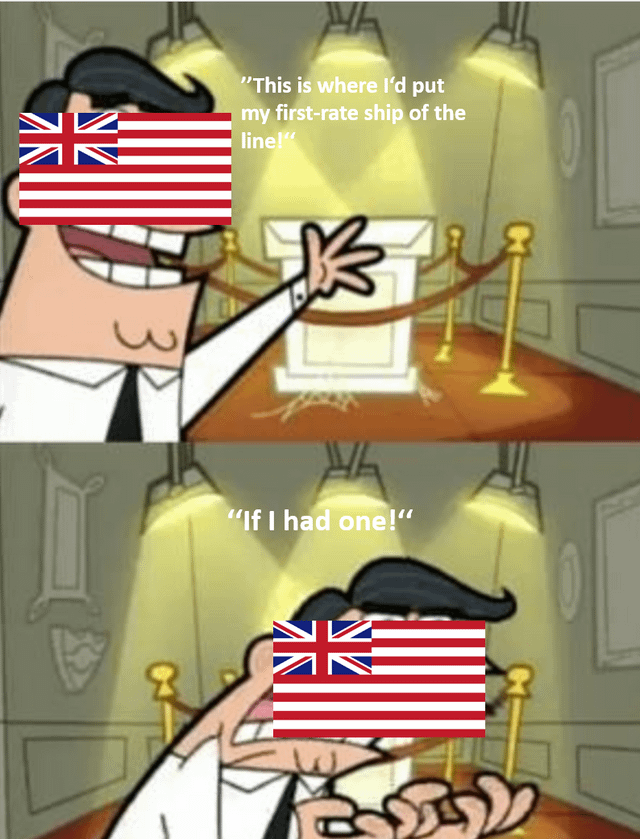 ”This is where I‘d put
my first-rate ship of the
line!“
“If I had one!“